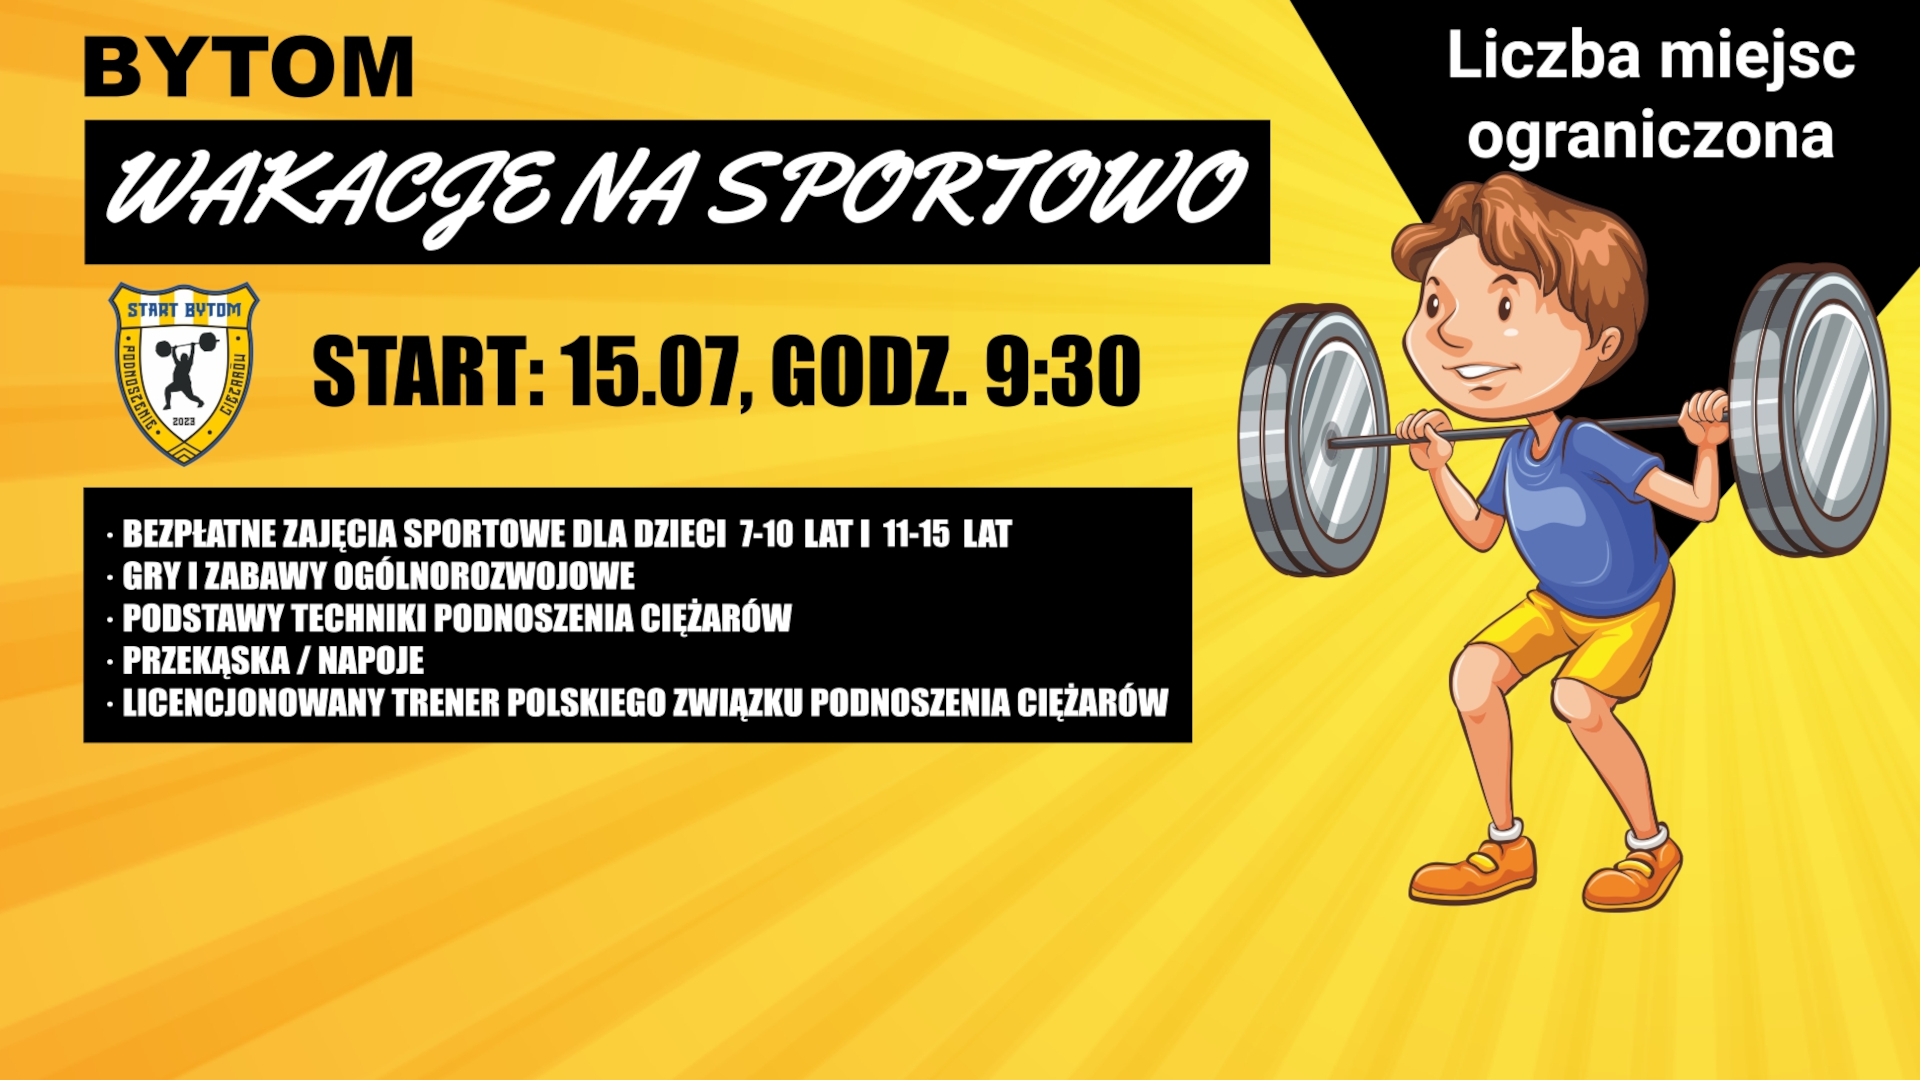 BYTOM
WAKACJE NA SPORTOWO
Liczba miejsc
ograniczona
START BYTOM
PODNOSZENIE
CIĘŻARÓW
2023
START: 15.07, GODZ. 9:30
· BEZPŁATNE ZAJĘCIA SPORTOWE DLA DZIECI 7-10 LAT I 11-15 LAT
· GRY I ZABAWY OGÓLNOROZWOJOWE
· PODSTAWY TECHNIKI PODNOSZENIA CIĘŻARÓW
· PRZEKĄSKA / NAPOJE
· LICENCJONOWANY TRENER POLSKIEGO ZWIĄZKU PODNOSZENIA CIĘŻARÓW